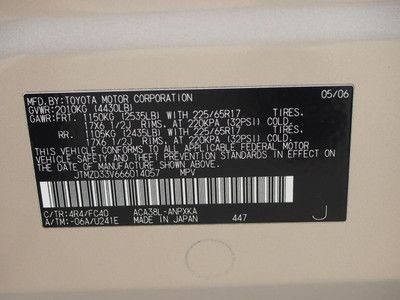 MFD.BY:TOYOTA MOTOR CORPORATION 05/06
GVWR:2010KG (4430LB)
GAWR:FRT. 1150KG (2535LB) WITH 225/65R17 TIRES.
17X6 1/2J RIMS, AT 220KPA (32PSI) COLD.
RR. 1105KG (2435LB) WITH 225/65R17 TIRES.
17X6 1/2J RIMS, AT 220KPA (32PSI) COLD.
THIS VEHICLE CONFORMS TO ALL APPLICABLE FEDERAL MOTOR
VEHICLE SAFETY STANDARDS IN EFFECT ON
THE DATE OF MANUFACTURE SHOWN ABOVE.
JTMZD33V666014057 MPV
C/TR:4R4/FC40 ACA38L-ANPXKA
A/TM:-06A/U241E MADE IN JAPAN 447 J